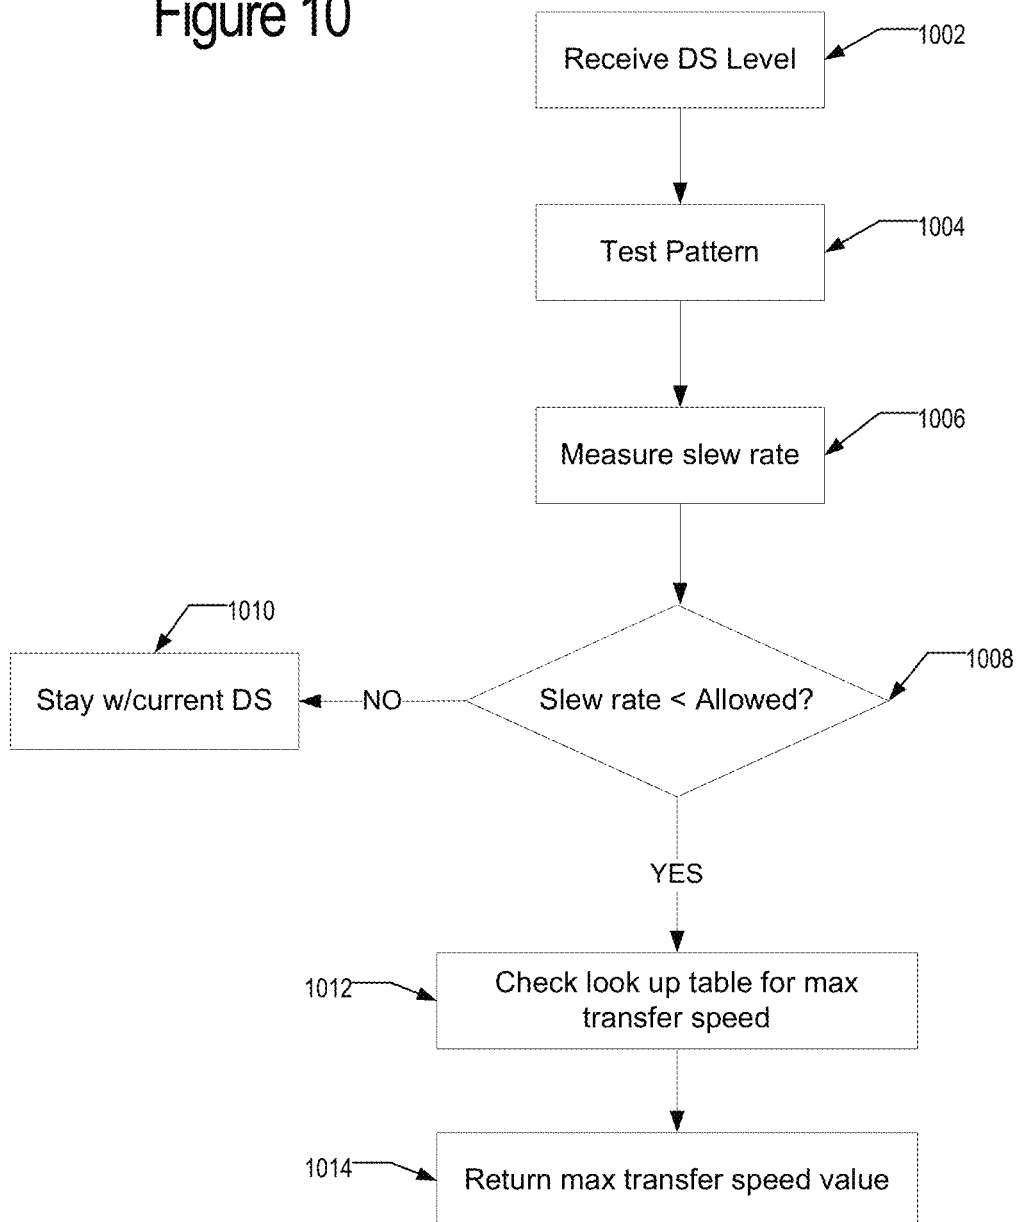 Figure 10
Receive DS Level
1002
Test Pattern
1004
Measure slew rate
1006
Slew rate < Allowed?
1008
NO
Stay w/current DS
1010
YES
Check look up table for max
transfer speed
1012
Return max transfer speed value
1014